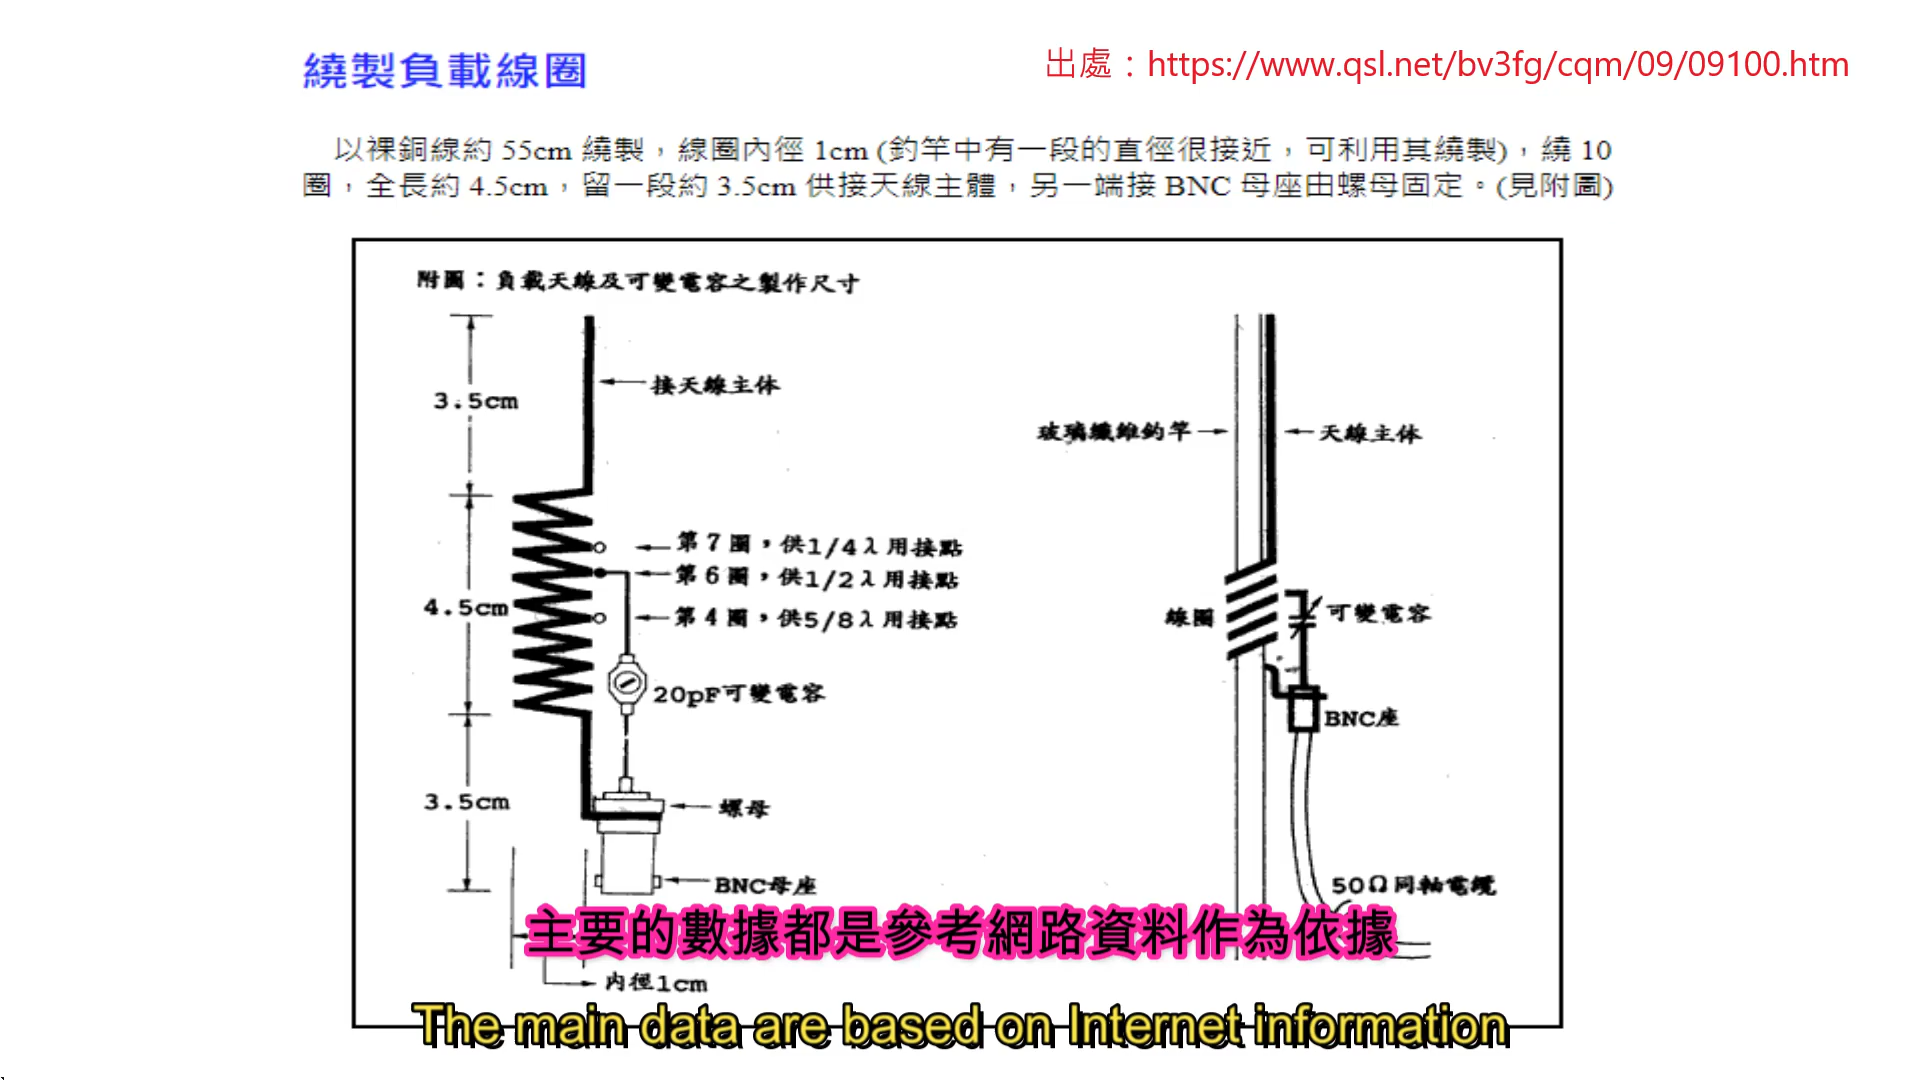 繞製負載線圈
出處：https://www.qsl.net/bv3fg/cqm/09/09100.htm
以裸銅線約 55cm 繞製，線圈內徑 1cm (釣竿中有一段的直徑很接近，可利用其繞製)，繞 10
圈，全長約 4.5cm，留一段約 3.5cm 供接天線主體，另一端接 BNC 母座由螺母固定。(見附圖)
附圖：負載天線及可變電容之製作尺寸
接天線主体
3.5cm
玻璃纖維釣竿
天線主体
第7圈，供1/4λ用接點
第6圈，供1/2λ用接點
4.5cm
第4圈，供5/8λ用接點
線圈
可變電容
20pF可變電容
BNC座
3.5cm
螺母
BNC母座
50Ω同軸電纜
主要的數據都是參考網路資料作為依據
內徑1cm
The main data are based on Internet information